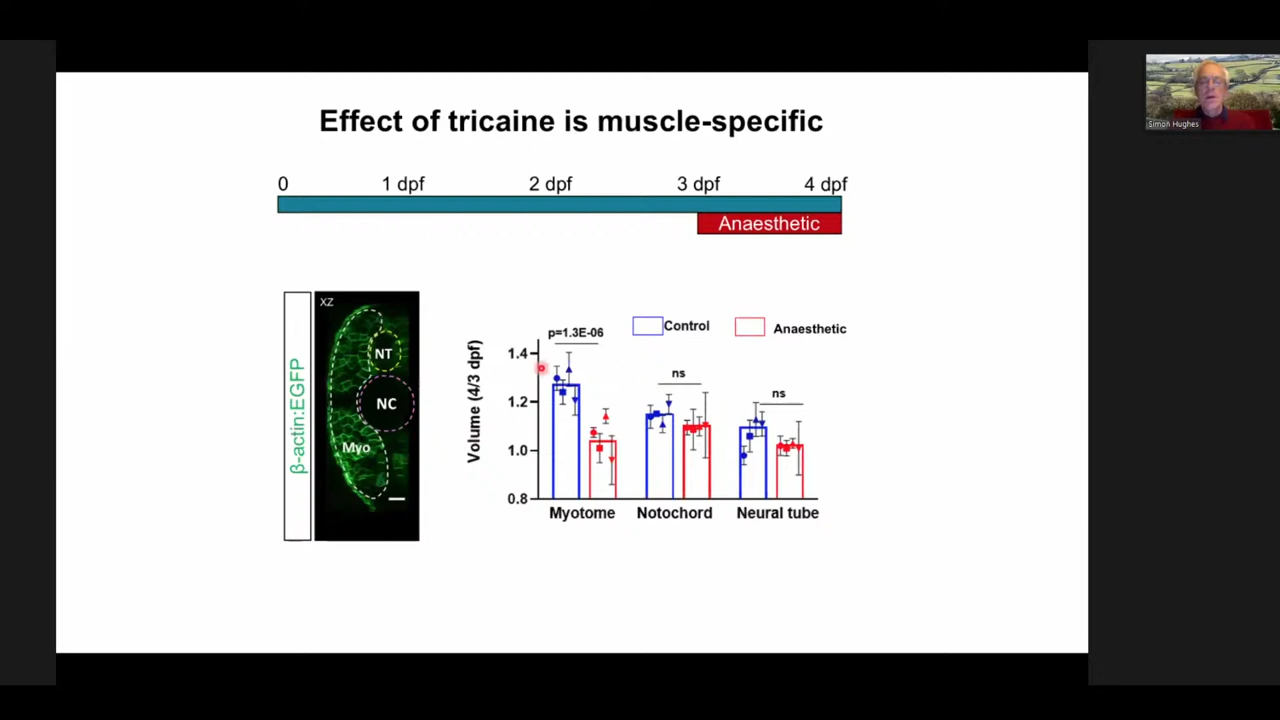 Effect of tricaine is muscle-specific
0 1 dpf 2 dpf 3 dpf 4 dpf
Anaesthetic
β-actin:EGFP
XZ
NT
NC
Myo
Volume (4/3 dpf)
1.4
1.2
1.0
0.8
p=1.3E-06
ns
ns
Control
Anaesthetic
Myotome Notochord Neural tube
Simon Hughes